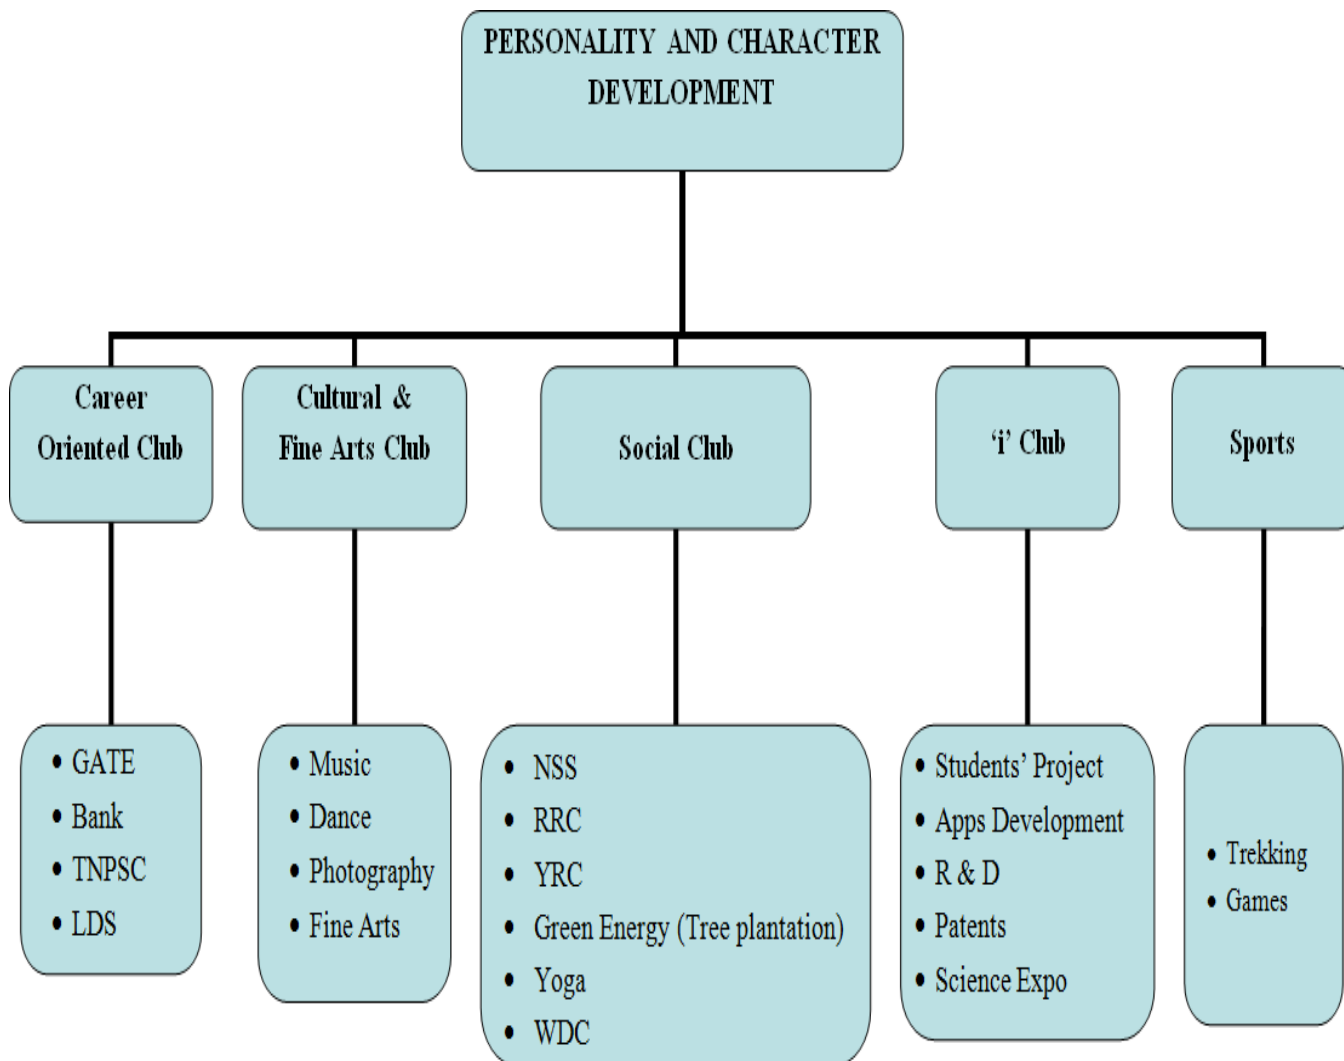 PERSONALITY AND CHARACTER
DEVELOPMENT
Career
Oriented Club
Cultural &
Fine Arts Club
Social Club
‘i’ Club
Sports
• GATE
• Bank
• TNPSC
• LDS
• Music
• Dance
• Photography
• Fine Arts
• NSS
• RRC
• YRC
• Green Energy (Tree plantation)
• Yoga
• WDC
• Students’ Project
• Apps Development
• R & D
• Patents
• Science Expo
• Trekking
• Games